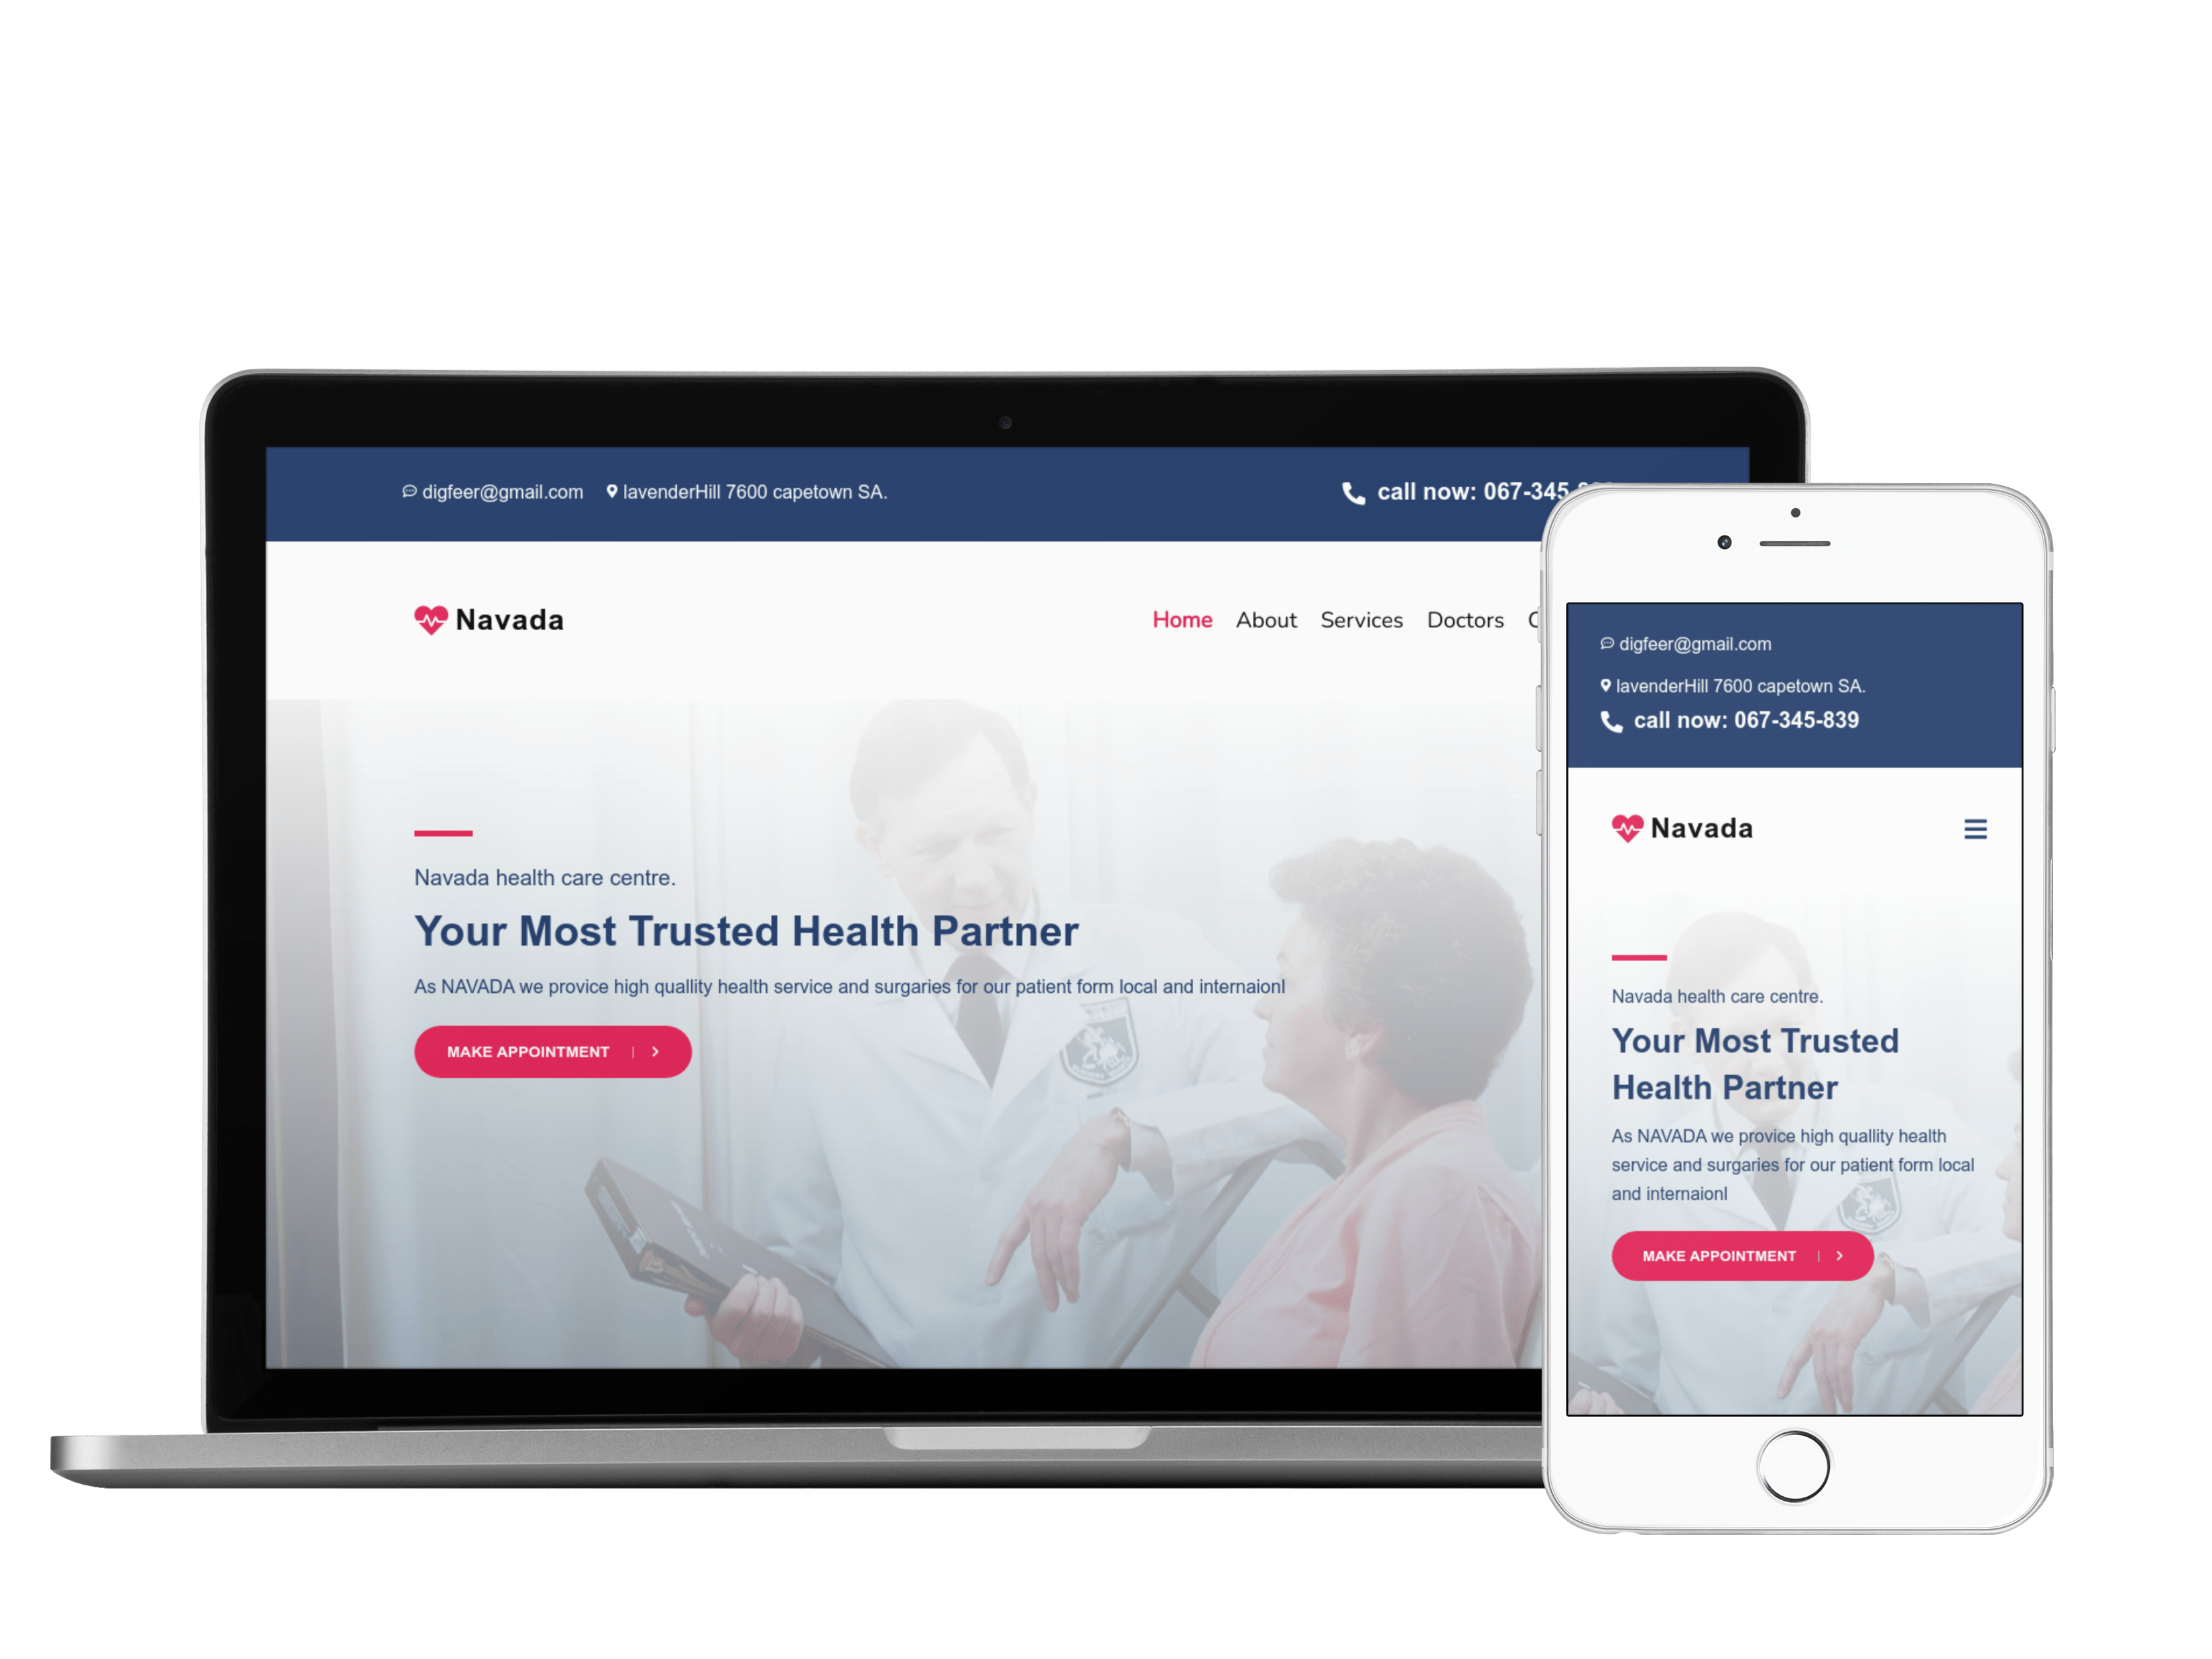 digfeer@gmail.com lavenderHill 7600 capetown SA. call now: 067-345-
Navada Home About Services Doctors
Navada health care centre.
Your Most Trusted Health Partner
As NAVADA we provice high quallity health service and surgaries for our patient form local and internaionl
MAKE APPOINTMENT
digfeer@gmail.com
lavenderHill 7600 capetown SA.
call now: 067-345-839
Navada
Navada health care centre.
Your Most Trusted
Health Partner
As NAVADA we provice high quallity health
service and surgaries for our patient form local
and internaionl
MAKE APPOINTMENT